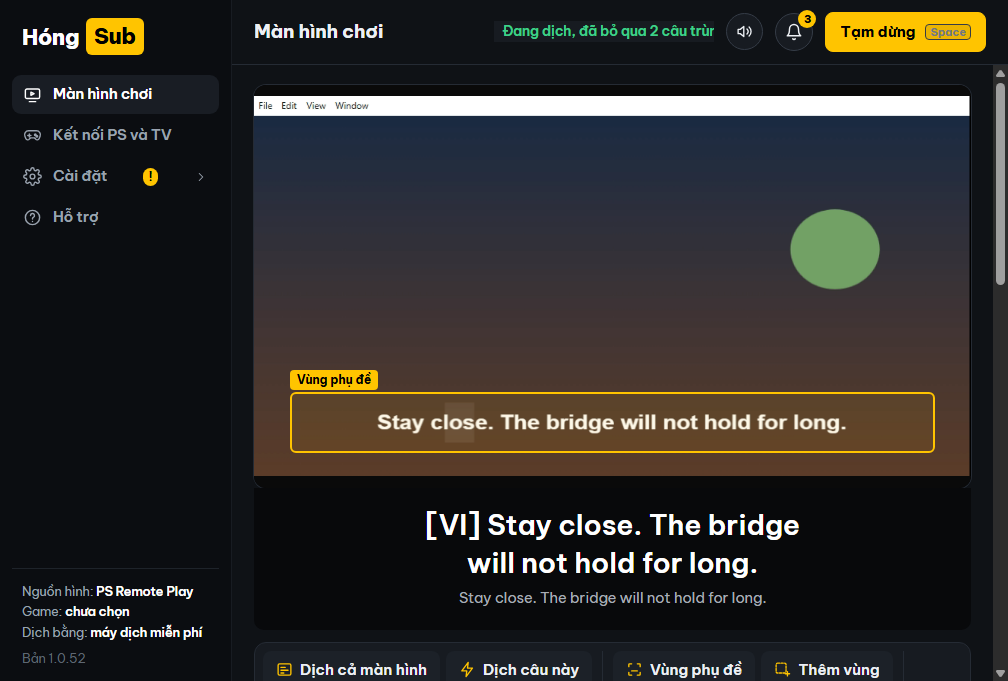 Hóng Sub
Màn hình chơi
Kết nối PS và TV
Cài đặt
!
Hỗ trợ
Nguồn hình: PS Remote Play
Game: chưa chọn
Dịch bằng: máy dịch miễn phí
Bản 1.0.52
Màn hình chơi
Đang dịch, đã bỏ qua 2 câu trùn
3
Tạm dừng Space
File Edit View Window
Vùng phụ đề
Stay close. The bridge will not hold for long.
[VI] Stay close. The bridge
will not hold for long.
Stay close. The bridge will not hold for long.
Dịch cả màn hình
Dịch câu này
Vùng phụ đề
Thêm vùng